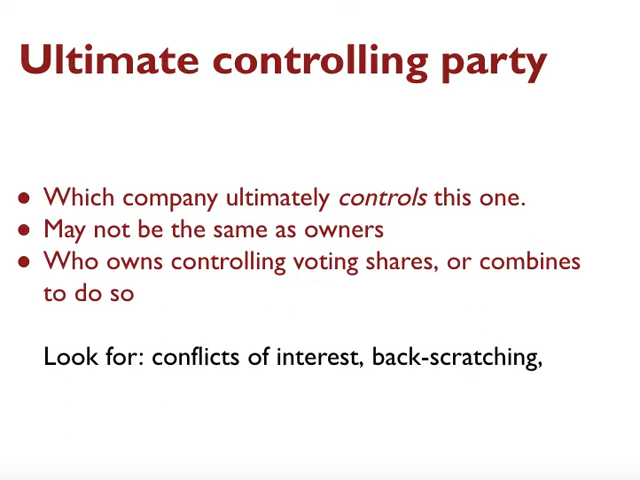 Ultimate controlling party
● Which company ultimately controls this one.
● May not be the same as owners
● Who owns controlling voting shares, or combines
to do so
Look for: conflicts of interest, back-scratching,